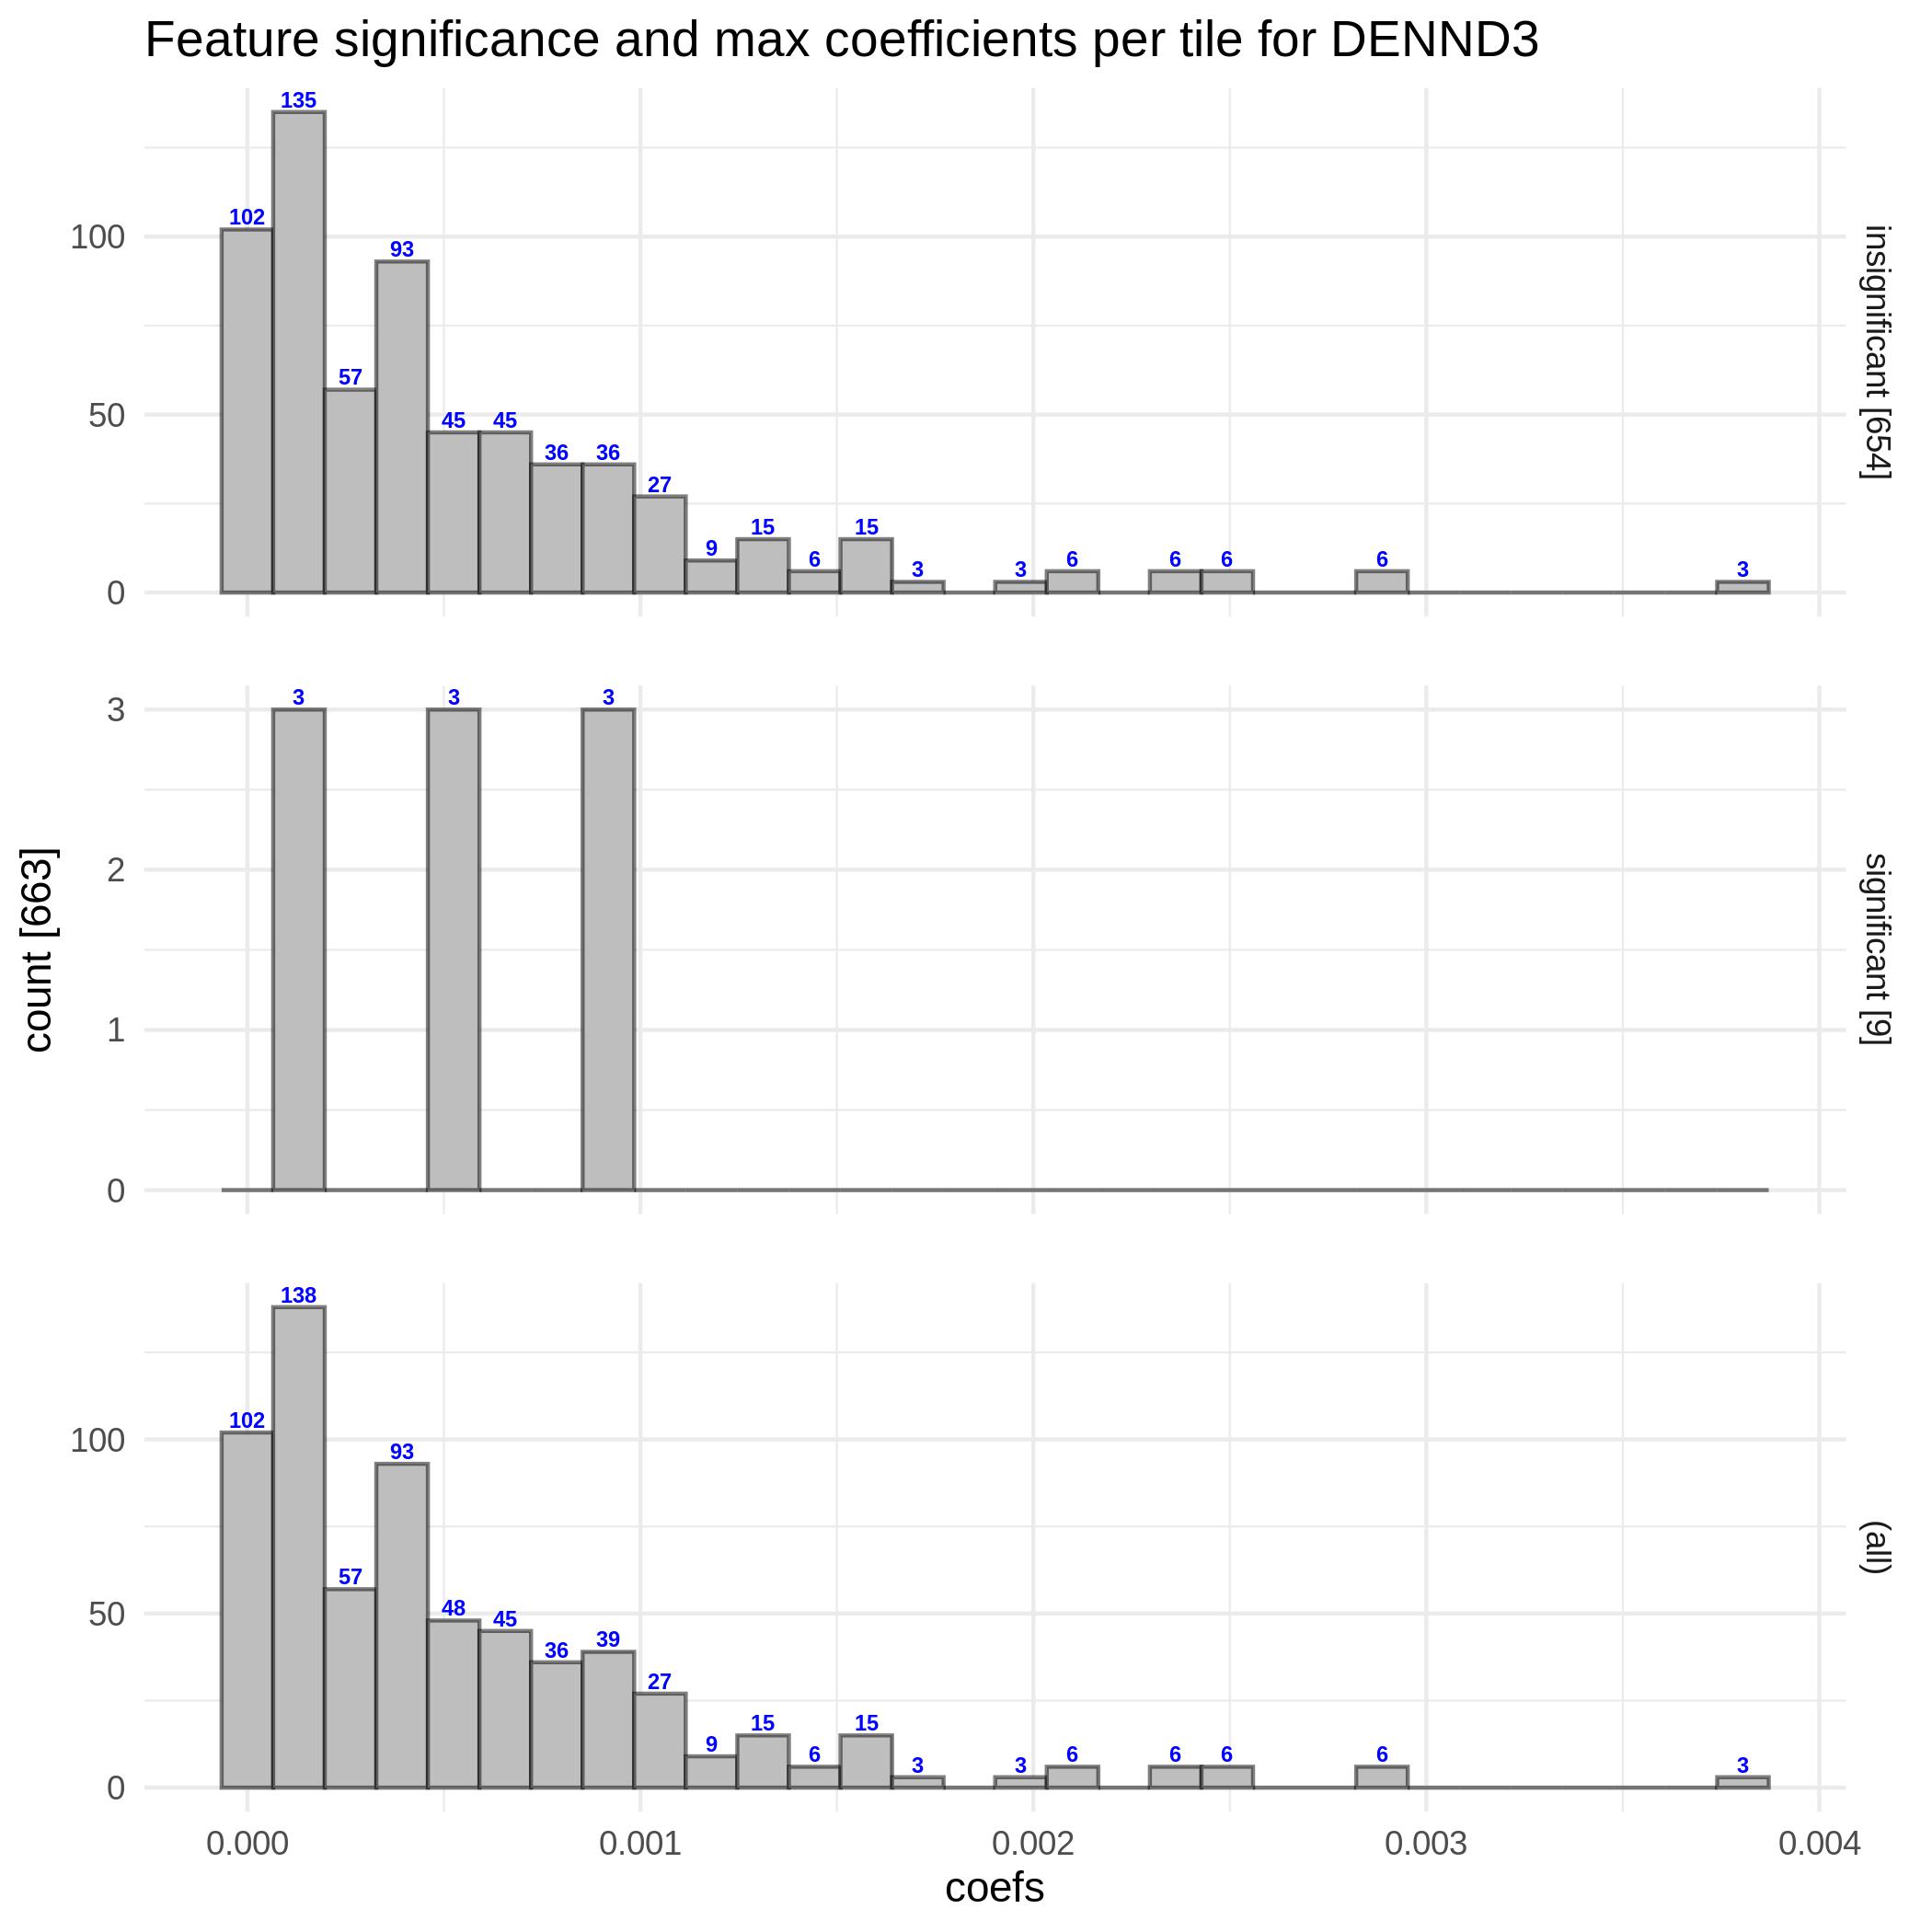 Feature significance and max coefficients per tile for DENND3
135
102
93
57
45 45
36 36
27
9 15 6 15 3 3 6 6 6 6 3
100
50
0
insignificant [654]
3 3 3
3
2
1
0
significant [9]
count [663]
138
102
93
57
48 45
36 39
27
9 15 6 15 3 3 6 6 6 6 3
100
50
0
(all)
0.000 0.001 0.002 0.003 0.004
coefs